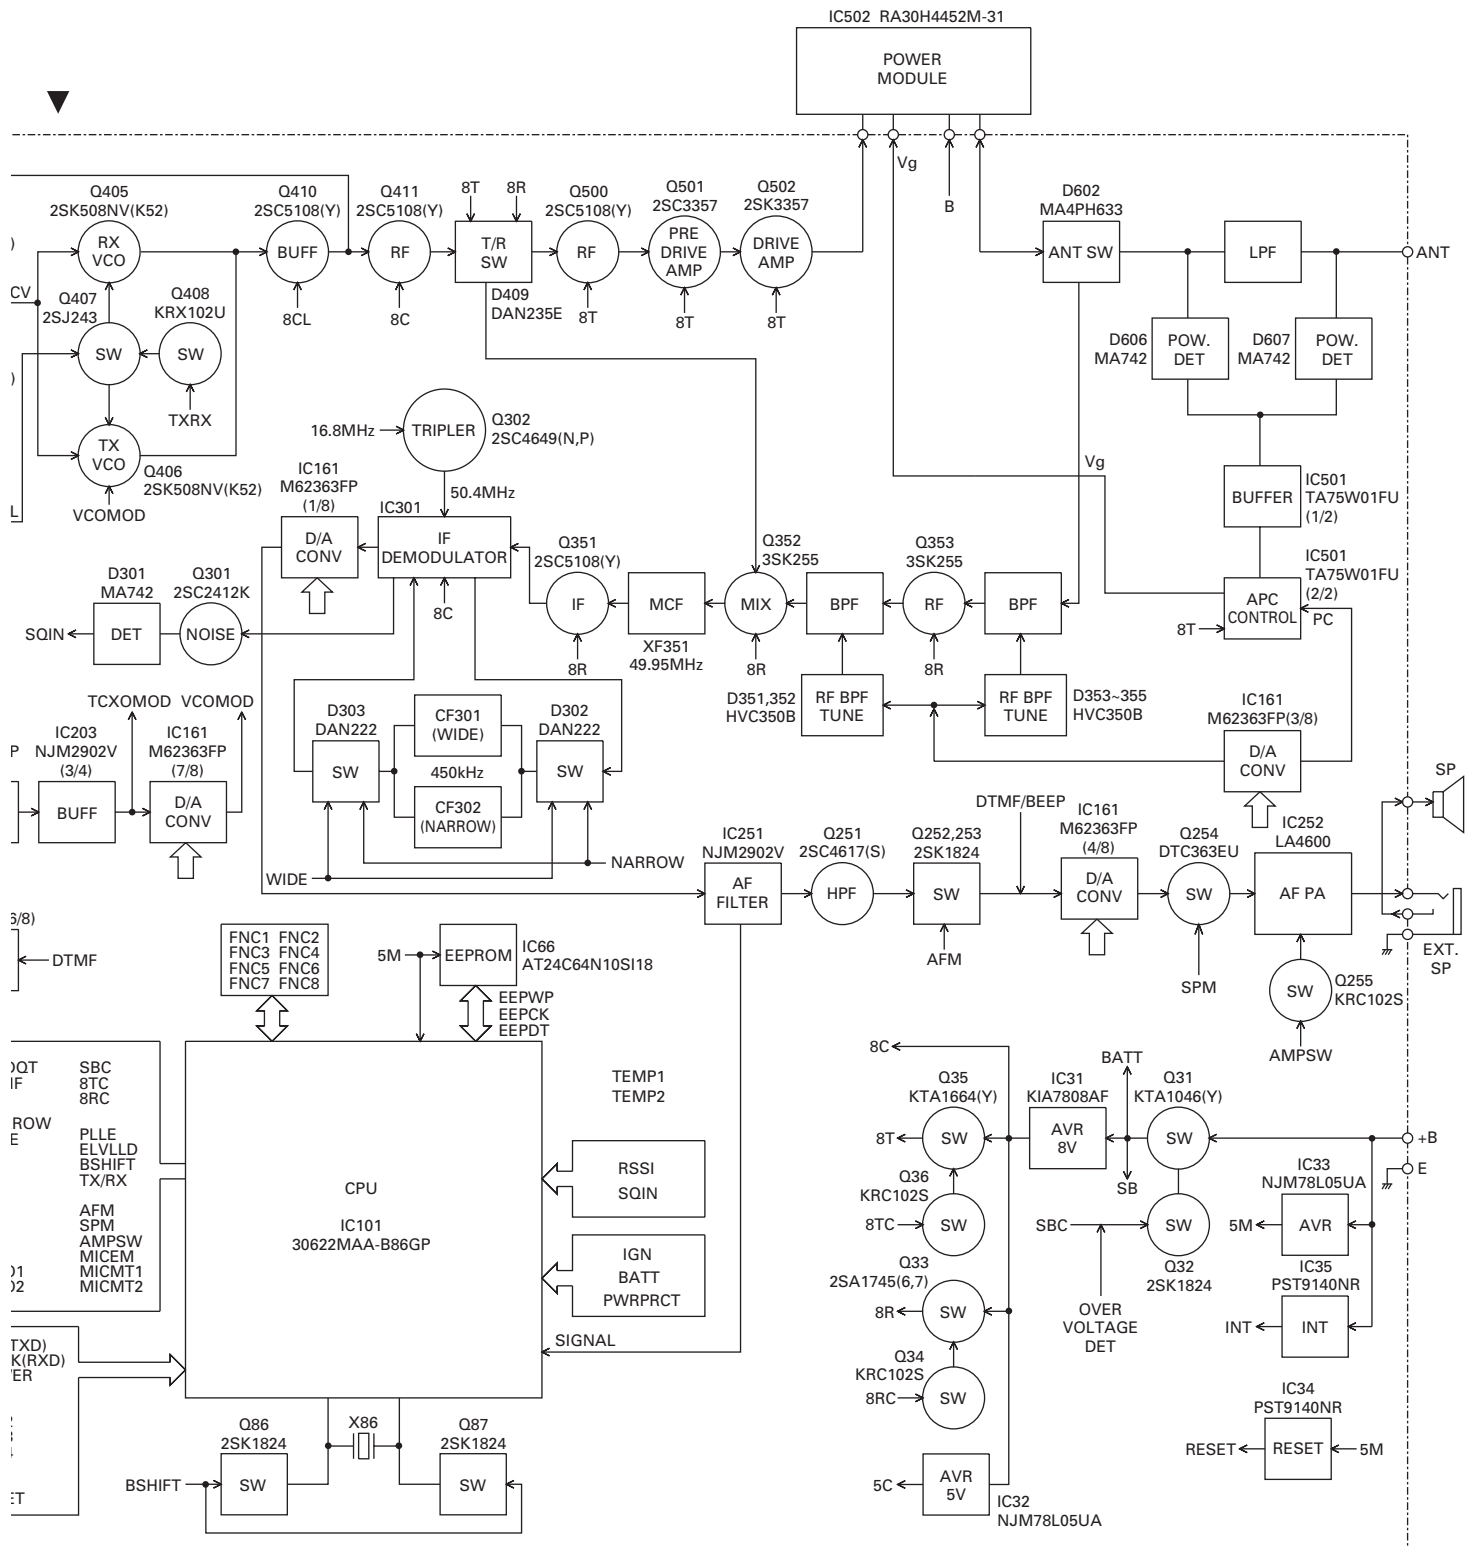 IC502 RA30H4452M-31
POWER
MODULE
Vg
B
Q405
2SK508NV(K52)
RX
VCO
Q410
2SC5108(Y)
BUFF
8CL
Q411
2SC5108(Y)
RF
8C
8T
8R
T/R
SW
D409
DAN235E
Q500
2SC5108(Y)
RF
8T
Q501
2SC3357
PRE
DRIVE
AMP
8T
Q502
2SK3357
DRIVE
AMP
8T
D602
MA4PH633
ANT SW
LPF
ANT
)
CV
Q407
2SJ243
SW
Q408
KRX102U
SW
TXRX
)
TX
VCO
Q406
2SK508NV(K52)
VCOMOD
L
D606
MA742
POW.
DET
D607
MA742
POW.
DET
16.8MHz
TRIPLER
Q302
2SC4649(N,P)
50.4MHz
Vg
BUFFER
IC501
TA75W01FU
(1/2)
IC161
M62363FP
(1/8)
D/A
CONV
IC301
IF
DEMODULATOR
8C
Q351
2SC5108(Y)
IF
8R
MCF
XF351
49.95MHz
Q352
3SK255
MIX
8R
BPF
Q353
3SK255
RF
8R
BPF
IC501
TA75W01FU
(2/2)
APC
CONTROL
PC
8T
D301
MA742
DET
SQIN
Q301
2SC2412K
NOISE
D351,352
HVC350B
RF BPF
TUNE
RF BPF
TUNE
D353~355
HVC350B
IC161
M62363FP(3/8)
D/A
CONV
TCXOMOD VCOMOD
P
IC203
NJM2902V
(3/4)
BUFF
IC161
M62363FP
(7/8)
D/A
CONV
D303
DAN222
SW
CF301
(WIDE)
450kHz
CF302
(NARROW)
D302
DAN222
SW
NARROW
WIDE
SP
IC251
NJM2902V
AF
FILTER
Q251
2SC4617(S)
HPF
Q252,253
2SK1824
SW
AFM
DTMF/BEEP
IC161
M62363FP
(4/8)
D/A
CONV
Q254
DTC363EU
SW
SPM
IC252
LA4600
AF PA
Q255
KRC102S
SW
AMPSW
EXT.
SP
6/8)
DTMF
FNC1 FNC2
FNC3 FNC4
FNC5 FNC6
FNC7 FNC8
5M
EEPROM
IC66
AT24C64N10SI18
EEPWP
EEPCK
EEPDT
SBC
8TC
8RC
ROW
E
PLLE
ELVLLD
BSHIFT
TX/RX
AFM
SPM
AMPSW
MICEM
MICMT1
MICMT2
CPU
IC101
30622MAA-B86GP
TEMP1
TEMP2
RSSI
SQIN
IGN
BATT
PWRPRCT
SIGNAL
TXD)
K(RXD)
ER
ET
8C
Q35
KTA1664(Y)
SW
8T
IC31
KIA7808AF
AVR
8V
BATT
SB
Q31
KTA1046(Y)
SW
+B
E
Q36
KRC102S
SW
8TC
SBC
SW
Q32
2SK1824
OVER
VOLTAGE
DET
IC33
NJM78L05UA
AVR
5M
Q33
2SA1745(6,7)
SW
8R
IC35
PST9140NR
INT
INT
Q34
KRC102S
SW
8RC
IC34
PST9140NR
RESET
RESET
5M
Q86
2SK1824
SW
BSHIFT
X86
Q87
2SK1824
SW
5C
AVR
5V
IC32
NJM78L05UA